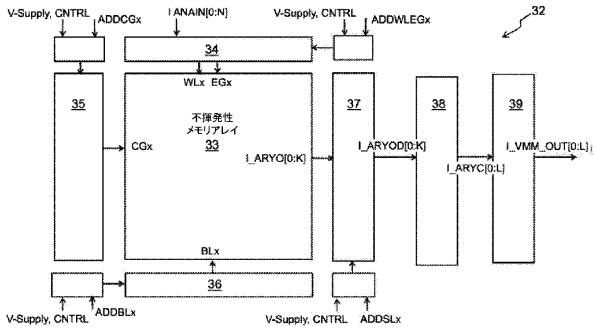 V-Supply, CNTRL
ADDCGx
I ANAIN[0:N]
V-Supply, CNTRL
ADDWLEGx
32
34
35
WLx EGx
不揮発性
メモリアレイ
33
CGx
I_ARYO[0:K]
BLx
37
I_ARYOD[0:K]
38
I_ARYC[0:L]
39
I_VMM_OUT[0:L]
36
V-Supply, CNTRL
ADDBLx
V-Supply, CNTRL
ADDSLx